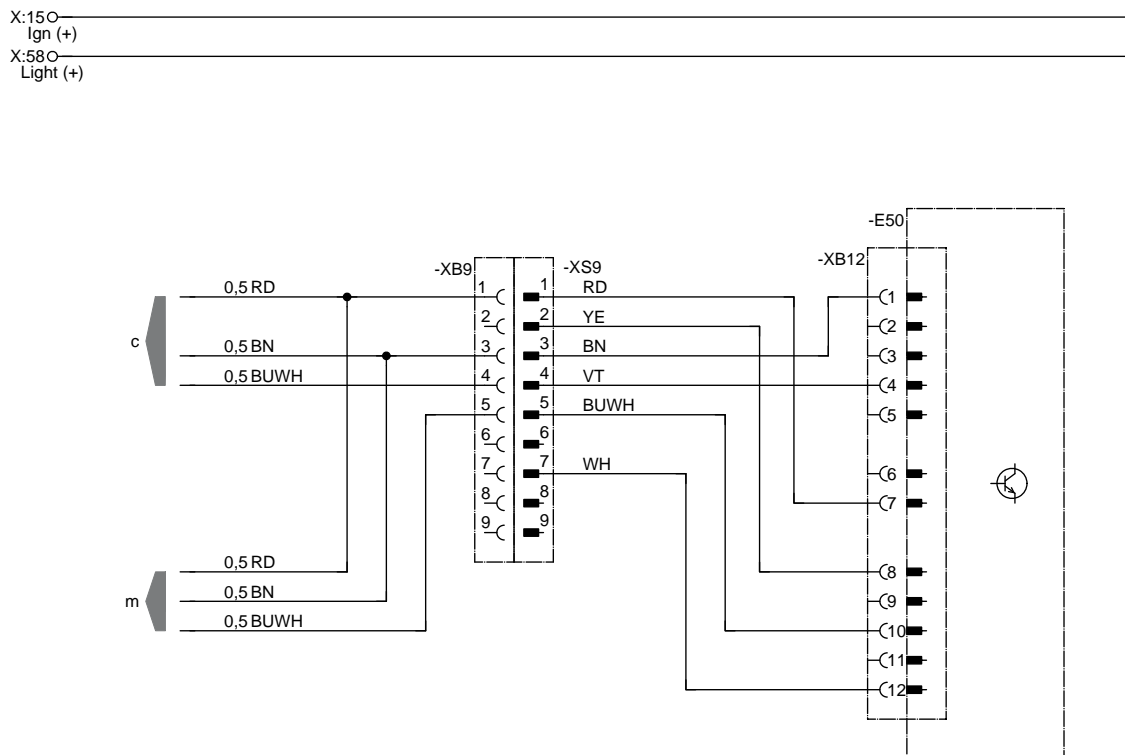 X:15
Ign (+)
X:58
Light (+)
-E50
-XB9 -XS9 -XB12
0,5 RD 1 1 RD 1
2 2 YE 2
c
0,5 BN 3 3 BN 3
0,5 BUWH 4 4 VT 4
5 5 BUWH 5
6 6
7 7 WH 6
8 8 7
9 9
0,5 RD 8
m 0,5 BN 9
0,5 BUWH 10
11
12